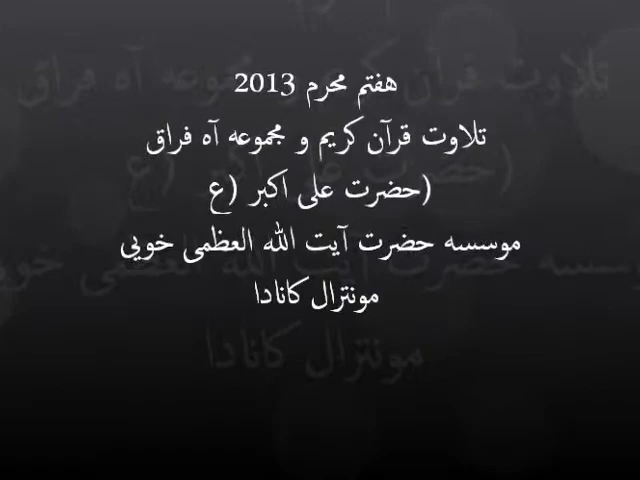 هفتم محرم 2013
تلاوت قرآن کریم و مجموعه آه فراق
(حضرت علی اکبر (ع
موسسه حضرت آیت الله العظمی خویی
مونترال کانادا